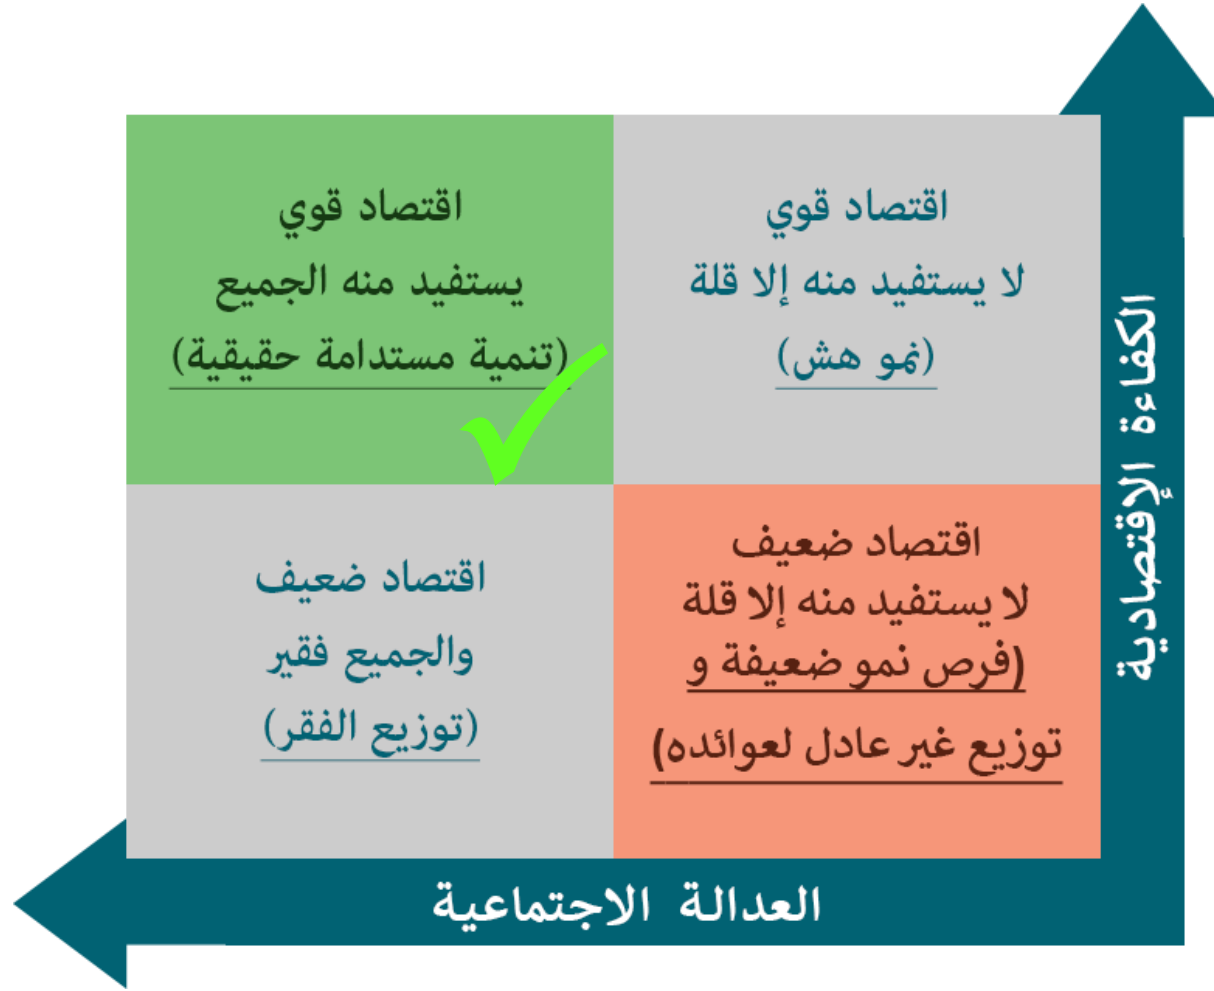 اقتصاد قوي
لا يستفيد منه إلا قلة
(نمو هش)
اقتصاد قوي
يستفيد منه الجميع
(تنمية مستدامة حقيقية)
اقتصاد ضعيف
لا يستفيد منه إلا قلة
(فرص نمو ضعيفة و
توزيع غير عادل لعوائده)
اقتصاد ضعيف
والجميع فقير
(توزيع الفقر)
الكفاءة الإقتصادية
العدالة الاجتماعية